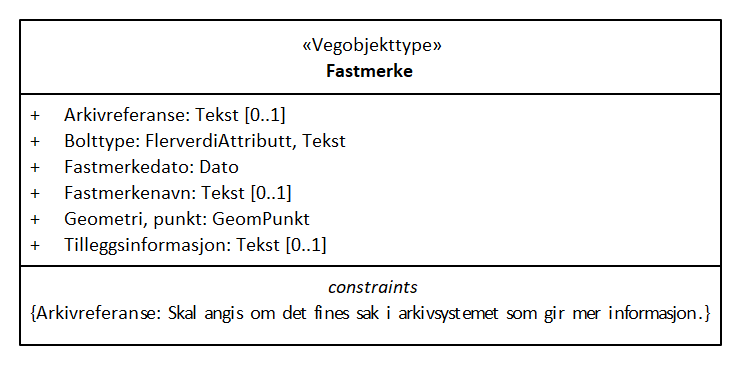 «Vegobjekttype»
Fastmerke
+ Arkivreferanse: Tekst [0..1]
+ Bolttype: FlerverdiAttributt, Tekst
+ Fastmerkedato: Dato
+ Fastmerkenavn: Tekst [0..1]
+ Geometri, punkt: GeomPunkt
+ Tilleggsinformasjon: Tekst [0..1]
constraints
{Arkivreferanse: Skal angis om det fines sak i arkivsystemet som gir mer informasjon.}